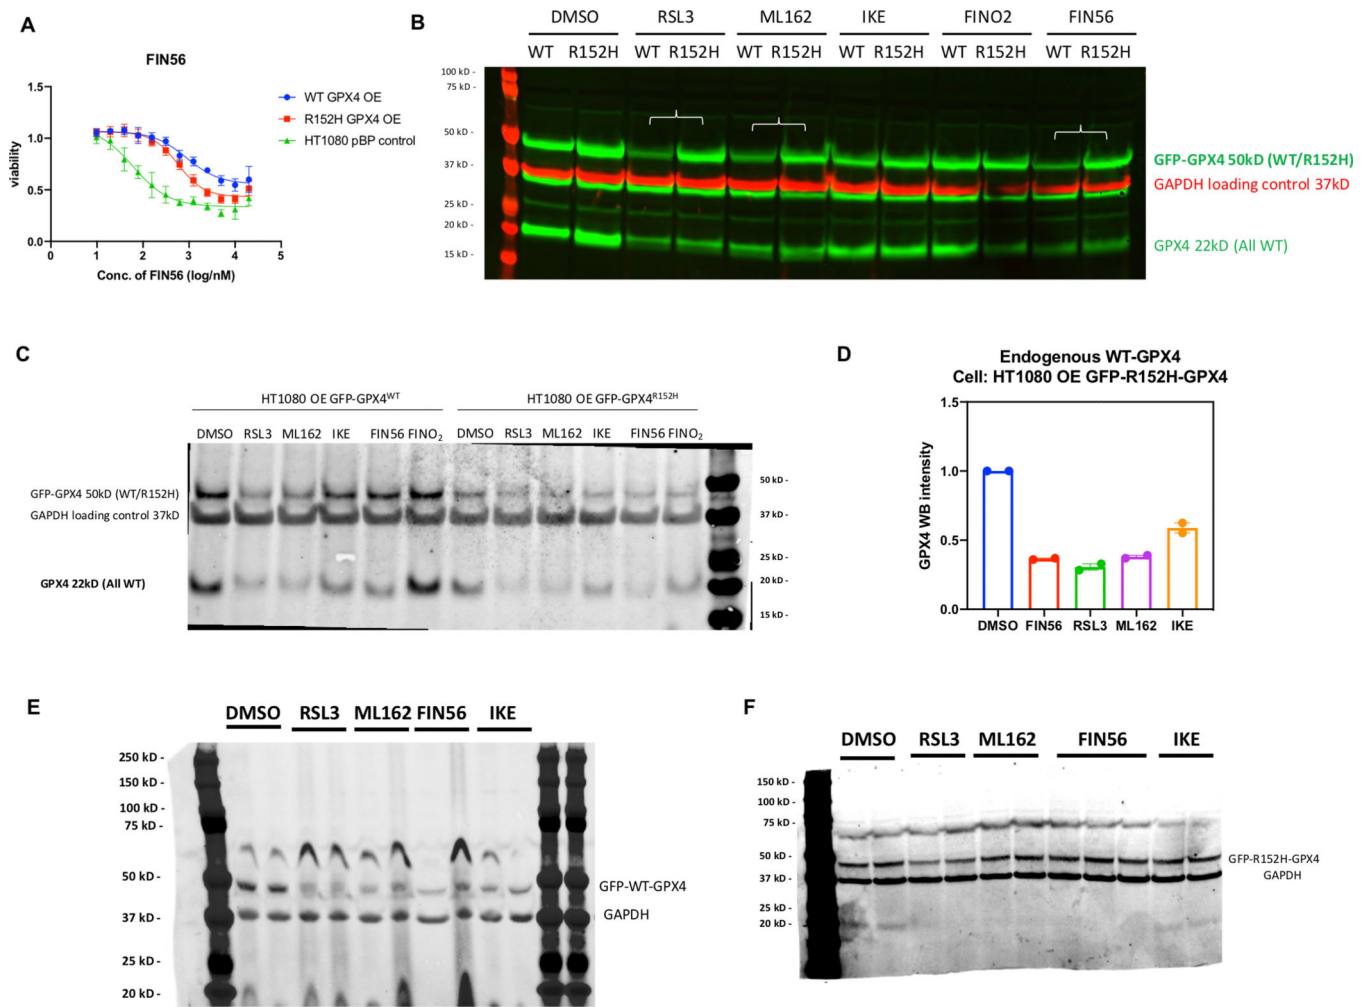 A
FIN56
1.5
1.0
0.5
0.0
viability
0 1 2 3 4 5
Conc. of FIN56 (log/nM)
WT GPX4 OE
R152H GPX4 OE
HT1080 pBP control
B
DMSO RSL3 ML162 IKE FINO2 FIN56
WT R152H WT R152H WT R152H WT R152H WT R152H WT R152H
100 kD -
75 kD -
50 kD -
37 kD -
25 kD -
20 kD -
15 kD -
GFP-GPX4 50kD (WT/R152H)
GAPDH loading control 37kD
GPX4 22kD (All WT)
C
HT1080 OE GFP-GPX4WT HT1080 OE GFP-GPX4R152H
DMSO RSL3 ML162 IKE FIN56 FINO2 DMSO RSL3 ML162 IKE FIN56 FINO2
GFP-GPX4 50kD (WT/R152H)
GAPDH loading control 37kD
GPX4 22kD (All WT)
50 kD -
37 kD -
25 kD -
20 kD -
15 kD -
D
Endogenous WT-GPX4
Cell: HT1080 OE GFP-R152H-GPX4
1.5
1.0
0.5
0.0
GPX4 WB intensity
DMSO FIN56 RSL3 ML162 IKE
E
DMSO RSL3 ML162 FIN56 IKE
250 kD -
150 kD -
100 kD -
75 kD -
50 kD -
37 kD -
25 kD -
20 kD -
GFP-WT-GPX4
GAPDH
F
DMSO RSL3 ML162 FIN56 IKE
150 kD -
100 kD -
75 kD -
50 kD -
37 kD -
25 kD -
20 kD -
GFP-R152H-GPX4
GAPDH